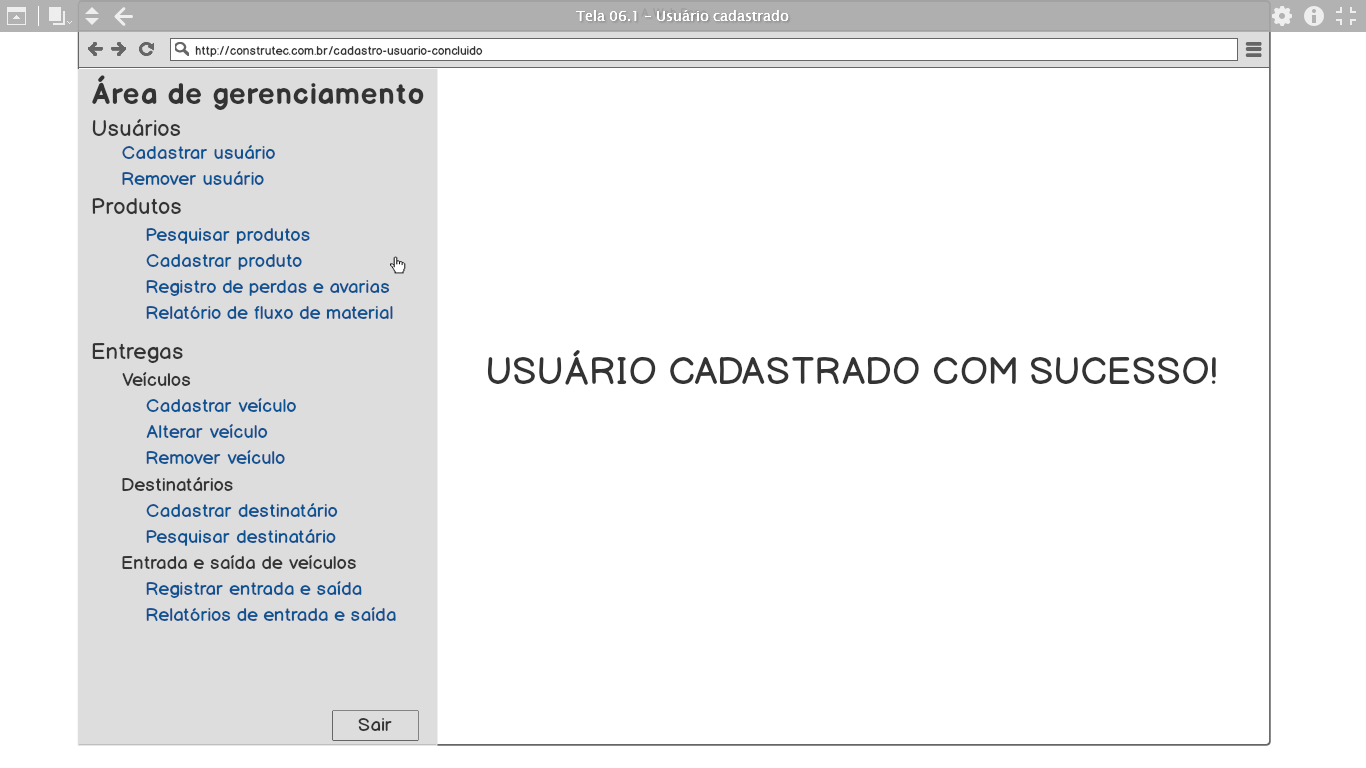 Tela 06.1 - Usuário cadastrado
http://construtec.com.br/cadastro-usuario-concluido
Área de gerenciamento
Usuários
Cadastrar usuário
Remover usuário
Produtos
Pesquisar produtos
Cadastrar produto
Registro de perdas e avarias
Relatório de fluxo de material
Entregas
Veículos
Cadastrar veículo
Alterar veículo
Remover veículo
Destinatários
Cadastrar destinatário
Pesquisar destinatário
Entrada e saída de veículos
Registrar entrada e saída
Relatórios de entrada e saída
Sair
USUÁRIO CADASTRADO COM SUCESSO!